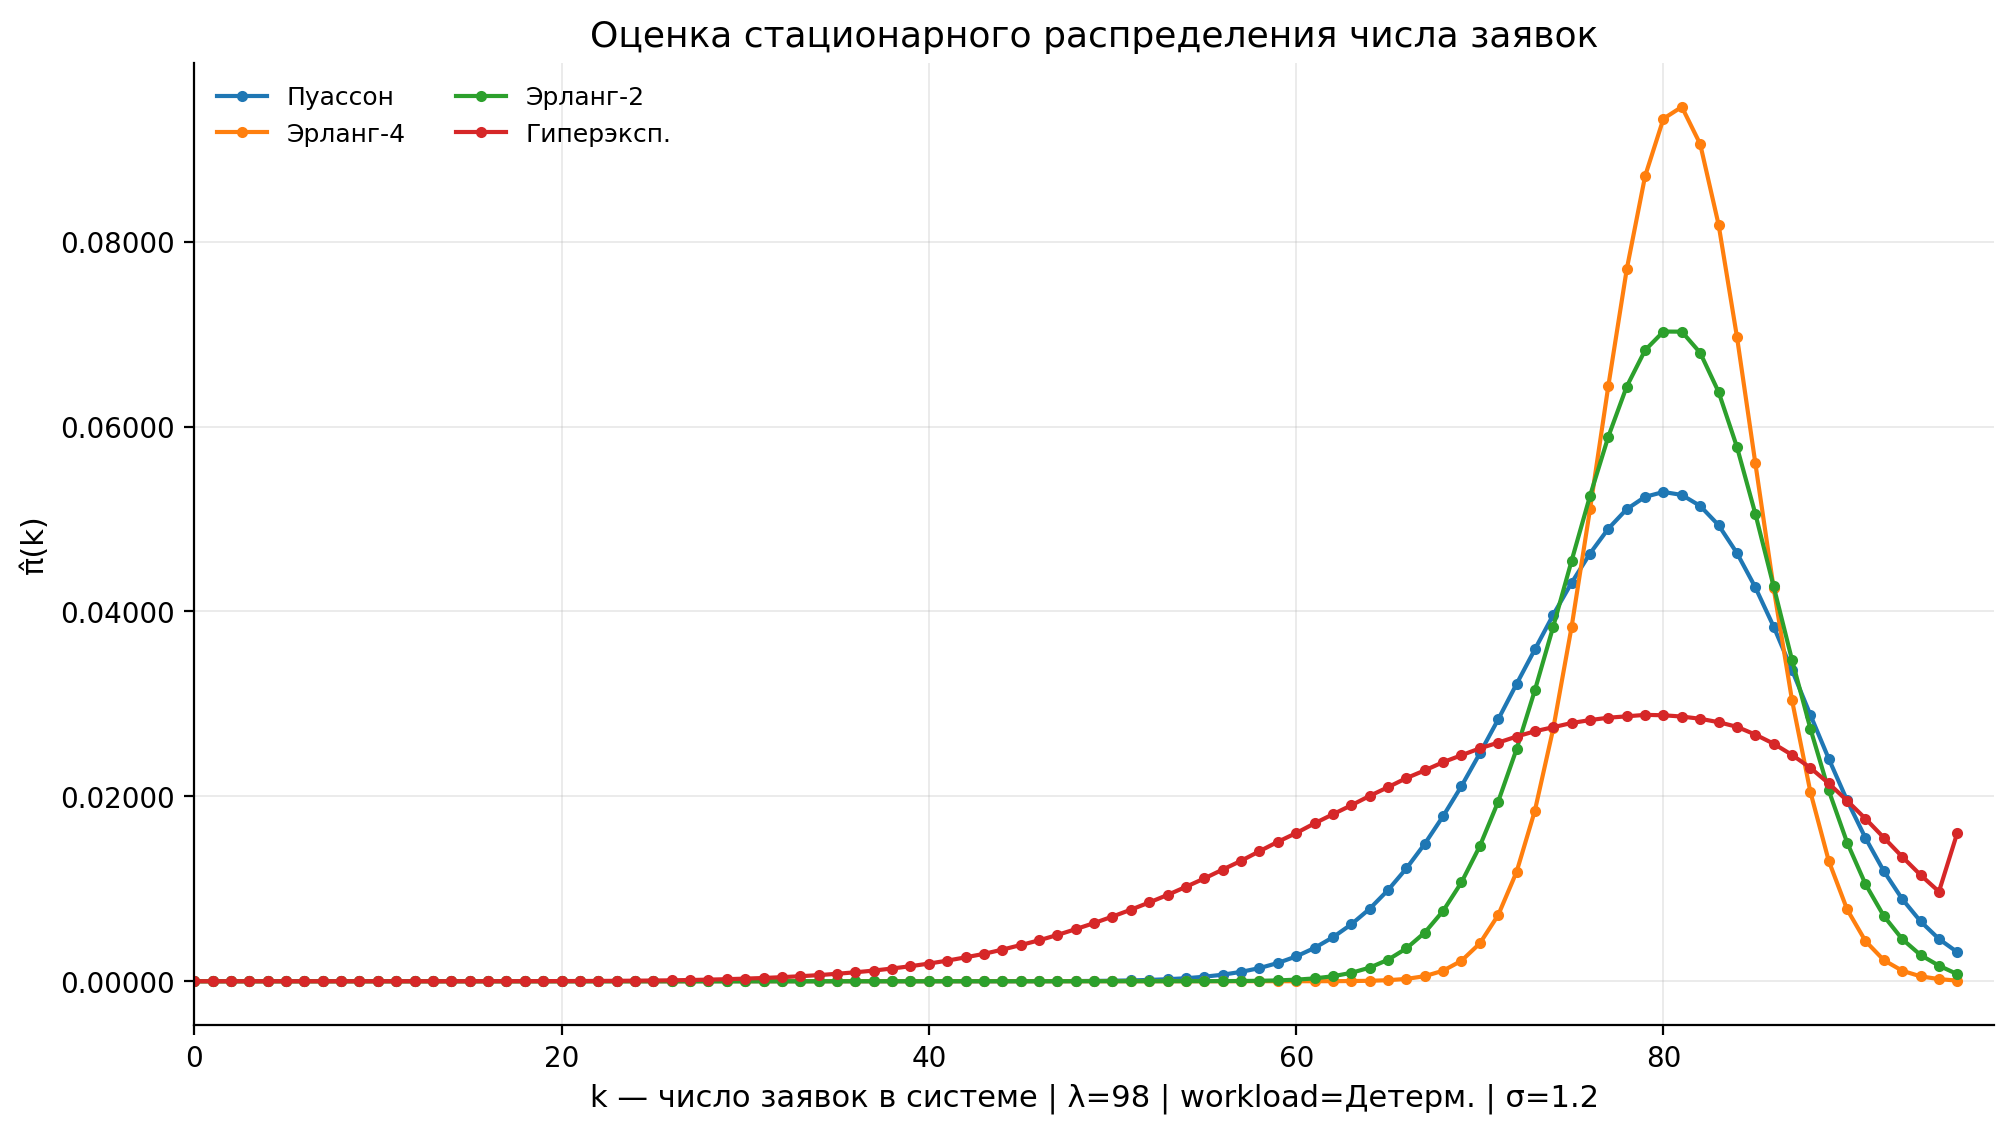 Оценка стационарного распределения числа заявок
Пуассон
Эрланг-4
Эрланг-2
Гиперэксп.
π̂(k)
0.08000
0.06000
0.04000
0.02000
0.00000
0 20 40 60 80
k — число заявок в системе | λ=98 | workload=Детерм. | σ=1.2